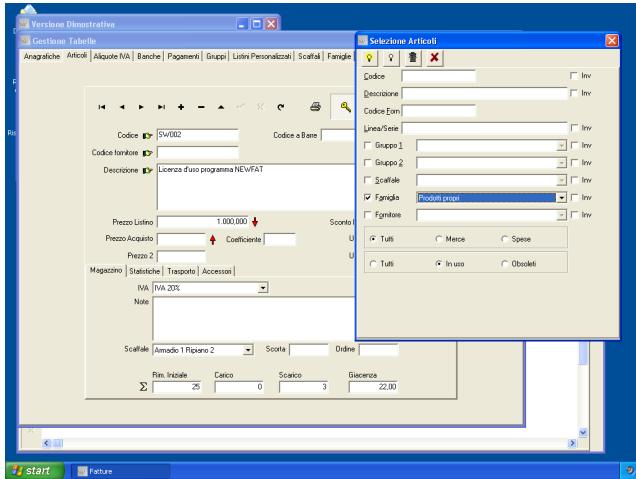 Versione Dimostrativa
Gestione Tabelle
Anagrafiche Articoli Aliquote IVA Banche Pagamenti Gruppi Listini Personalizzati Scaffali Famiglie
Codice SW002 Codice a Barre
Codice fornitore
Descrizione Licenza d'uso programma NEWFAT
Prezzo Listino 1.000,000 Sconto
Prezzo Acquisto Coefficiente U
Prezzo 2 U
Magazzino Statistiche Trasporto Accessori
IVA IVA 20%
Note
Scaffale Armadio 1 Ripiano 2 Scorta Ordine
Rim. Iniziale Carico Scarico Giacenza
Σ 25 0 3 22,00
Selezione Articoli
Codice Inv
Descrizione Inv
Codice Forn
Linea/Serie Inv
Gruppo 1 Inv
Gruppo 2 Inv
Scaffale Inv
Famiglia Prodotti propri Inv
Fornitore Inv
Tutti Merce Spese
Tutti In uso Obsoleti
start Fatture